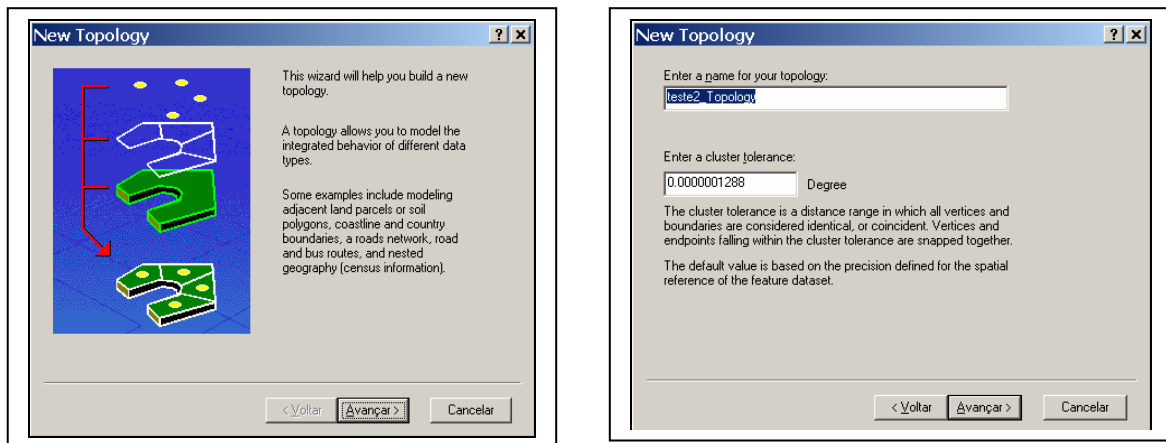 New Topology
This wizard will help you build a new
topology.
A topology allows you to model the
integrated behavior of different data
types.
Some examples include modeling
adjacent land parcels or soil
polygons, coastline and country
boundaries, a roads network, road
and bus routes, and nested
geography (census information).
< Voltar
Avançar >
Cancelar
New Topology
Enter a name for your topology:
teste2_Topology
Enter a cluster tolerance:
0.0000001288 Degree
The cluster tolerance is a distance range in which all vertices and
boundaries are considered identical, or coincident. Vertices and
endpoints falling within the cluster tolerance are snapped together.
The default value is based on the precision defined for the spatial
reference of the feature dataset.
< Voltar
Avançar >
Cancelar